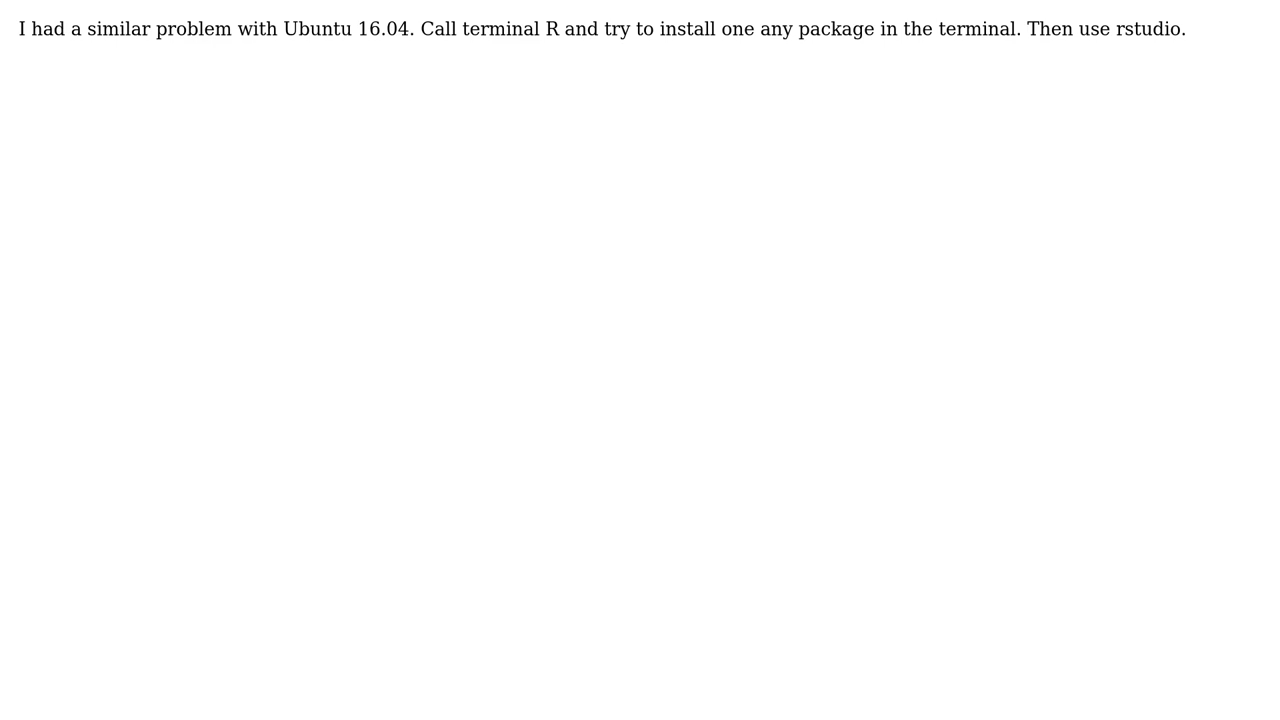 I had a similar problem with Ubuntu 16.04. Call terminal R and try to install one any package in the terminal. Then use rstudio.